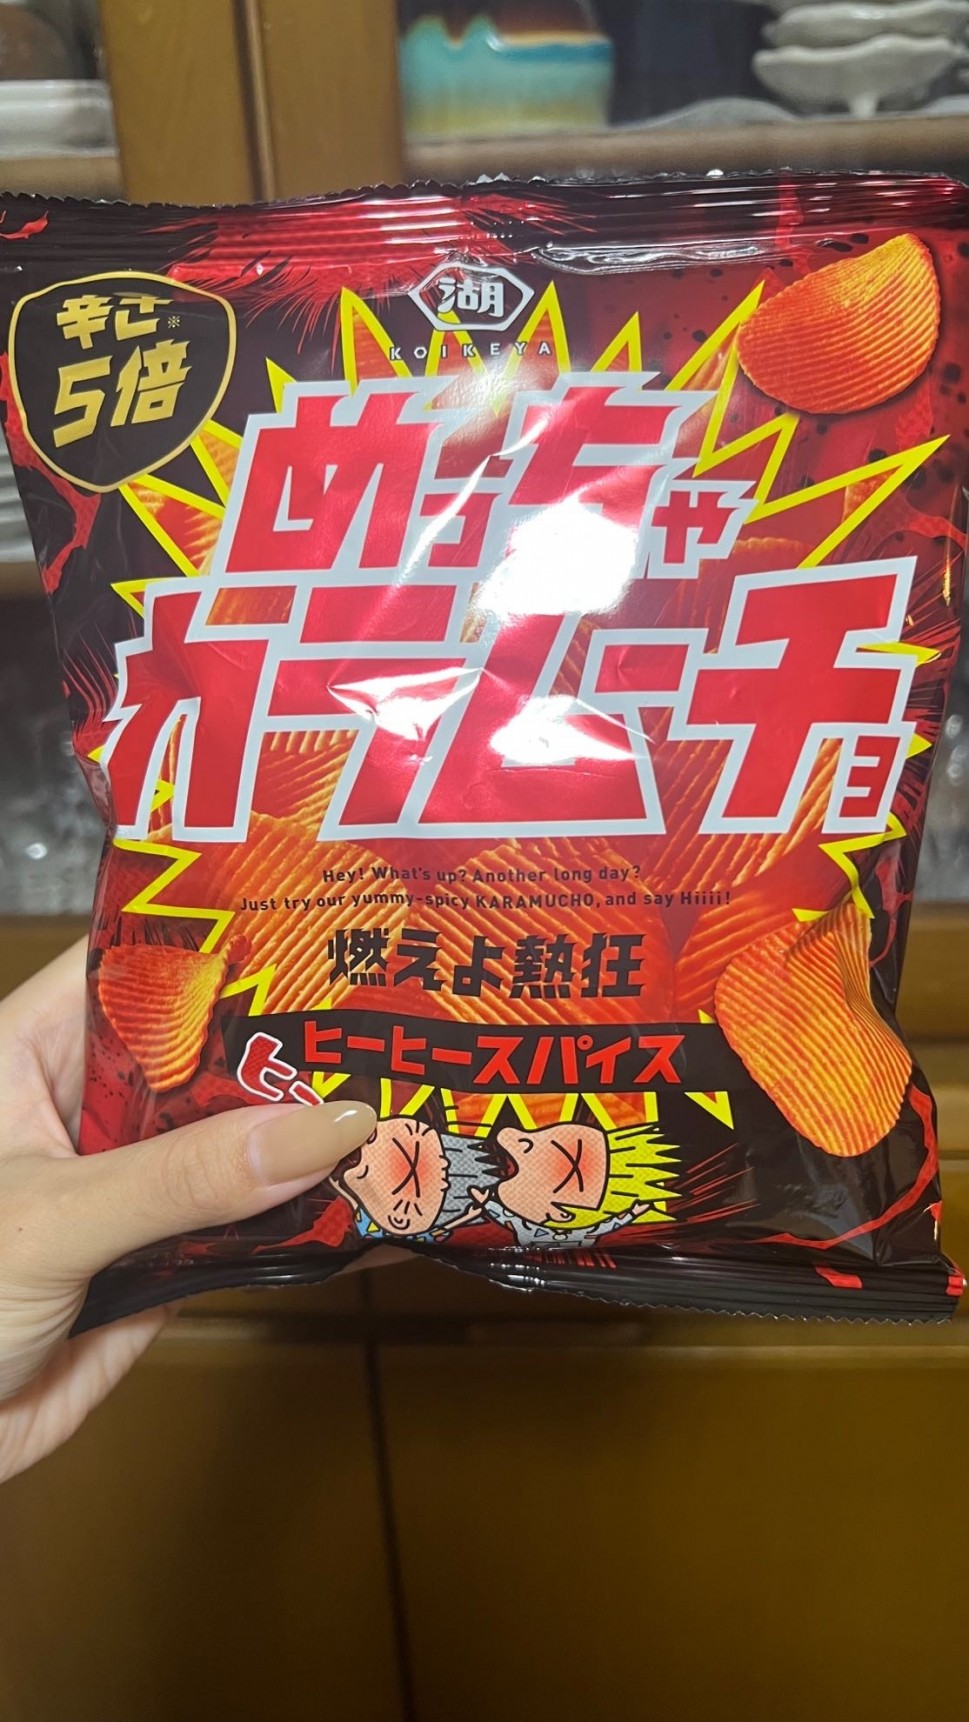 湖
KOIKEYA
辛さ※
5倍
めっちゃ
カラムーチョ
Hey! What's up? Another long day?
Just try our yummy-spicy KARAMUCHO, and say Hiiii!
燃えよ熱狂
ヒーヒースパイス
ヒー